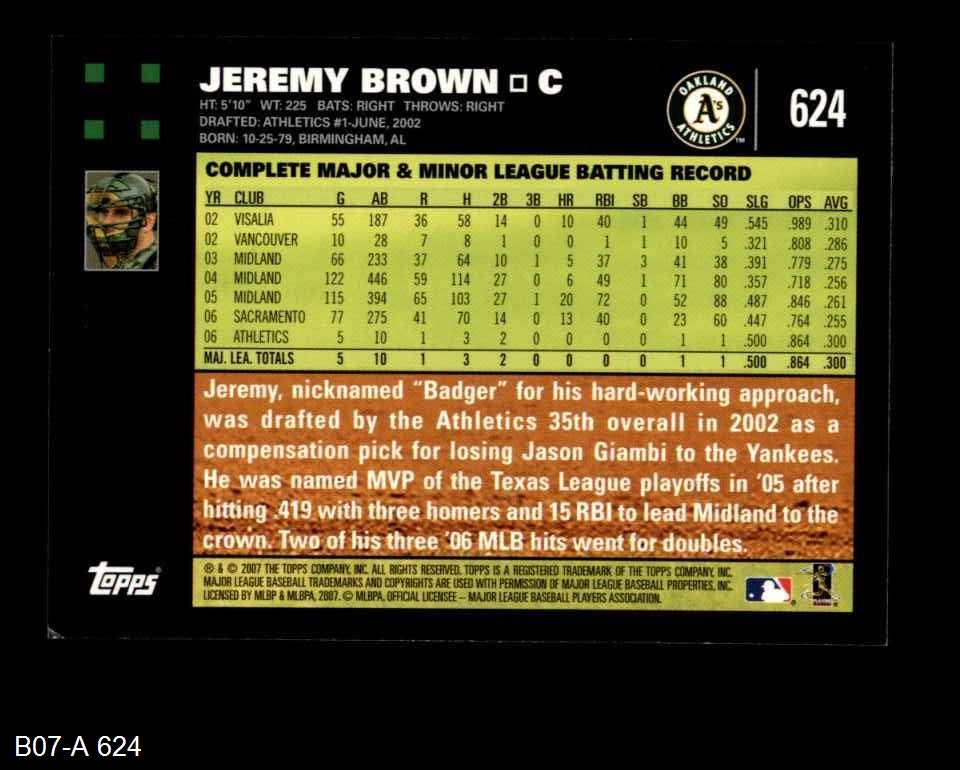 JEREMY BROWN □ C
HT: 5'10" WT: 225 BATS: RIGHT THROWS: RIGHT
DRAFTED: ATHLETICS #1-JUNE, 2002
BORN: 10-25-79, BIRMINGHAM, AL
OAKLAND
A's
ATHLETICS
TM
624
COMPLETE MAJOR & MINOR LEAGUE BATTING RECORD
YR CLUB G AB R H 2B 3B HR RBI SB BB SO SLG OPS AVG
02 VISALIA 55 187 36 58 14 0 10 40 1 44 49 .545 .989 .310
02 VANCOUVER 10 28 7 8 1 0 0 1 1 10 5 .321 .808 .286
03 MIDLAND 66 233 37 64 10 1 5 37 3 41 38 .391 .779 .275
04 MIDLAND 122 446 59 114 27 0 6 49 1 71 80 .357 .718 .256
05 MIDLAND 115 394 65 103 27 1 20 72 0 52 88 .487 .846 .261
06 SACRAMENTO 77 275 41 70 14 0 13 40 0 23 60 .447 .764 .255
06 ATHLETICS 5 10 1 3 2 0 0 0 0 1 1 .500 .864 .300
MAJ. LEA. TOTALS 5 10 1 3 2 0 0 0 0 1 1 .500 .864 .300
Jeremy, nicknamed "Badger" for his hard-working approach,
was drafted by the Athletics 35th overall in 2002 as a
compensation pick for losing Jason Giambi to the Yankees.
He was named MVP of the Texas League playoffs in '05 after
hitting .419 with three homers and 15 RBI to lead Midland to the
crown. Two of his three '06 MLB hits went for doubles.
Topps®
® & © 2007 THE TOPPS COMPANY, INC. ALL RIGHTS RESERVED. TOPPS IS A REGISTERED TRADEMARK OF THE TOPPS COMPANY, INC.
MAJOR LEAGUE BASEBALL TRADEMARKS AND COPYRIGHTS ARE USED WITH PERMISSION OF MAJOR LEAGUE BASEBALL PROPERTIES, INC.
LICENSED BY MLBP & MLBPA, 2007. © MLBPA, OFFICIAL LICENSEE – MAJOR LEAGUE BASEBALL PLAYERS ASSOCIATION.
B07-A 624